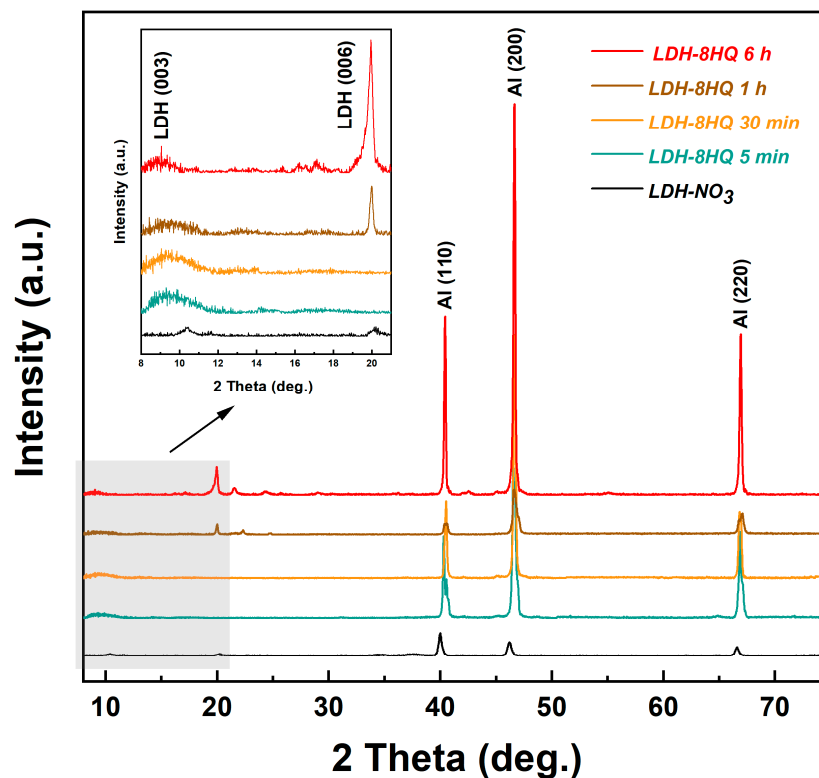 LDH-8HQ 6 h
LDH-8HQ 1 h
LDH-8HQ 30 min
LDH-8HQ 5 min
LDH-NO3
LDH (003)
LDH (006)
Intensity (a.u.)
8 10 12 14 16 18 20
2 Theta (deg.)
Al (110)
Al (200)
Al (220)
Intensity (a.u.)
10 20 30 40 50 60 70
2 Theta (deg.)